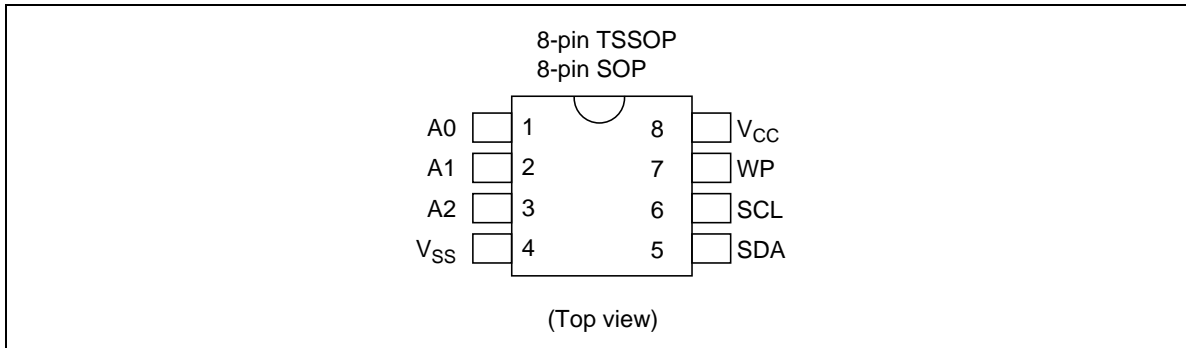 8-pin TSSOP
8-pin SOP
A0 1 8 VCC
A1 2 7 WP
A2 3 6 SCL
VSS 4 5 SDA
(Top view)